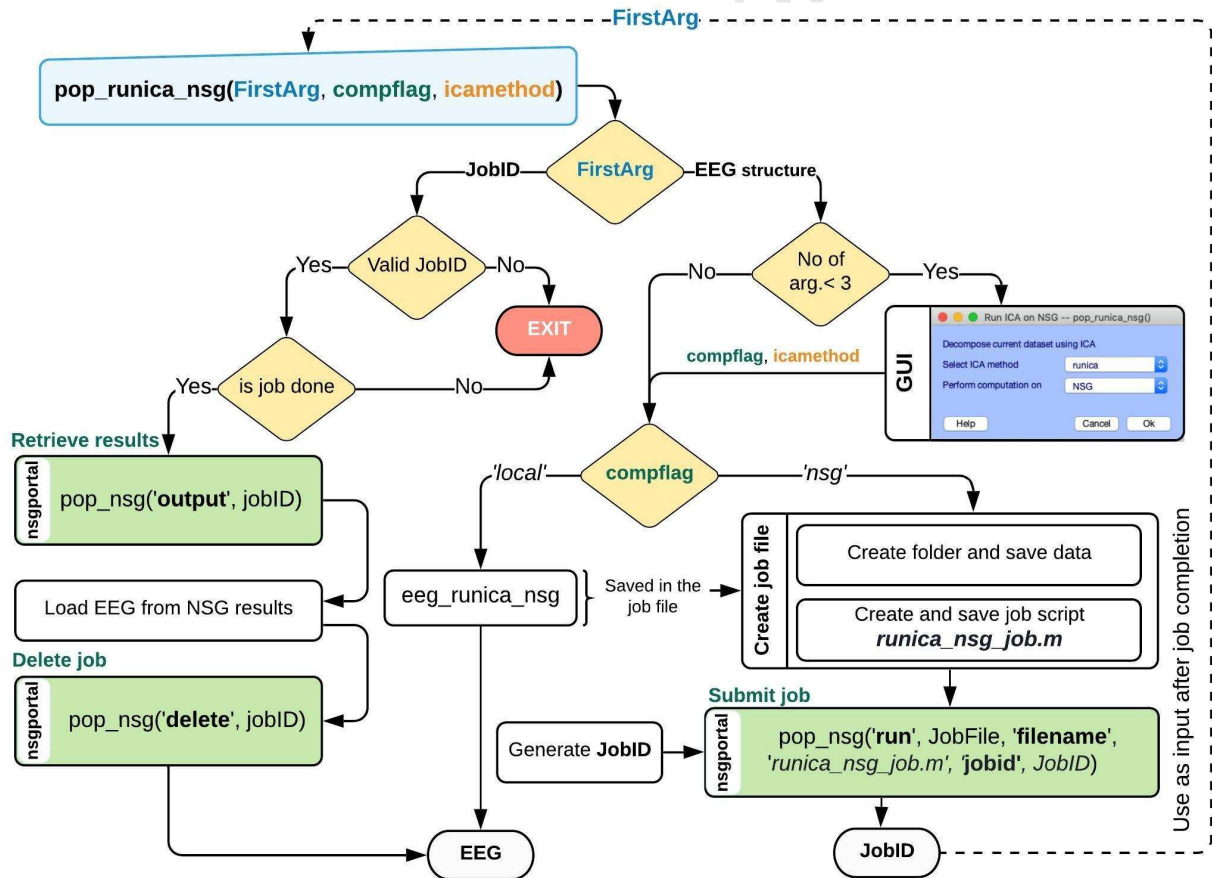 FirstArg
pop_runica_nsg(FirstArg, compflag, icamethod)
FirstArg
JobID
EEG structure
Valid JobID
Yes
No
No of
arg.< 3
No
Yes
EXIT
GUI
Run ICA on NSG -- pop_runica_nsg()
Decompose current dataset using ICA
Select ICA method
runica
Perform computation on
NSG
Help
Cancel
Ok
compflag, icamethod
is job done
Yes
No
Retrieve results
nsgportal
pop_nsg('output', jobID)
Load EEG from NSG results
Delete job
nsgportal
pop_nsg('delete', jobID)
compflag
'local'
'nsg'
eeg_runica_nsg
Saved in the
job file
Create job file
Create folder and save data
Create and save job script
runica_nsg_job.m
Submit job
Generate JobID
nsgportal
pop_nsg('run', JobFile, 'filename',
'runica_nsg_job.m', 'jobid', JobID)
EEG
JobID
Use as input after job completion